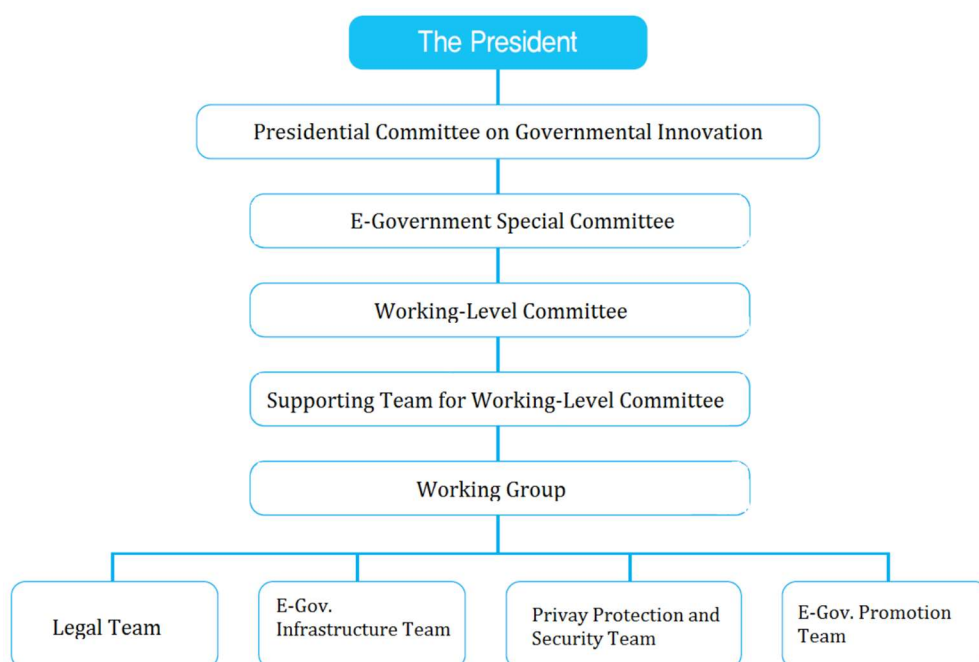 The President
Presidential Committee on Governmental Innovation
E-Government Special Committee
Working-Level Committee
Supporting Team for Working-Level Committee
Working Group
Legal Team
E-Gov.
Infrastructure Team
Privay Protection and
Security Team
E-Gov. Promotion
Team